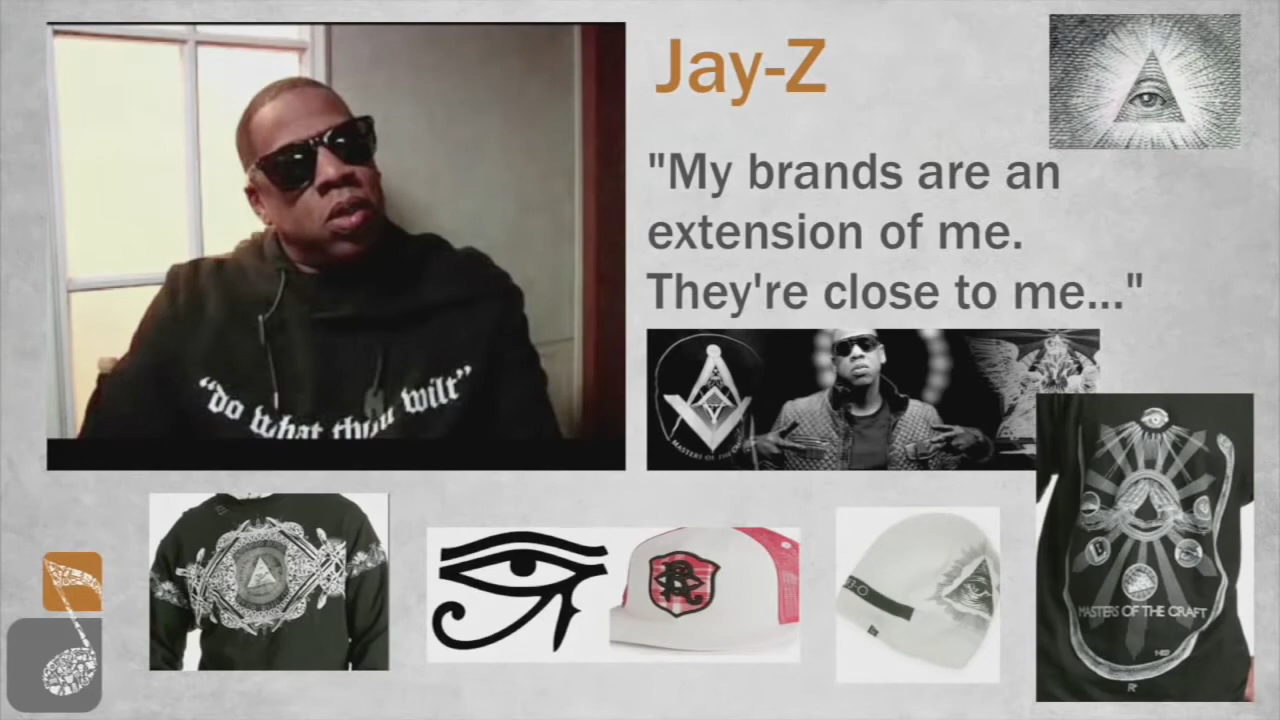 Jay-Z
"My brands are an
extension of me.
They're close to me..."
“do what thou wilt”
MASTERS OF THE
MASTERS OF THE CRAFT